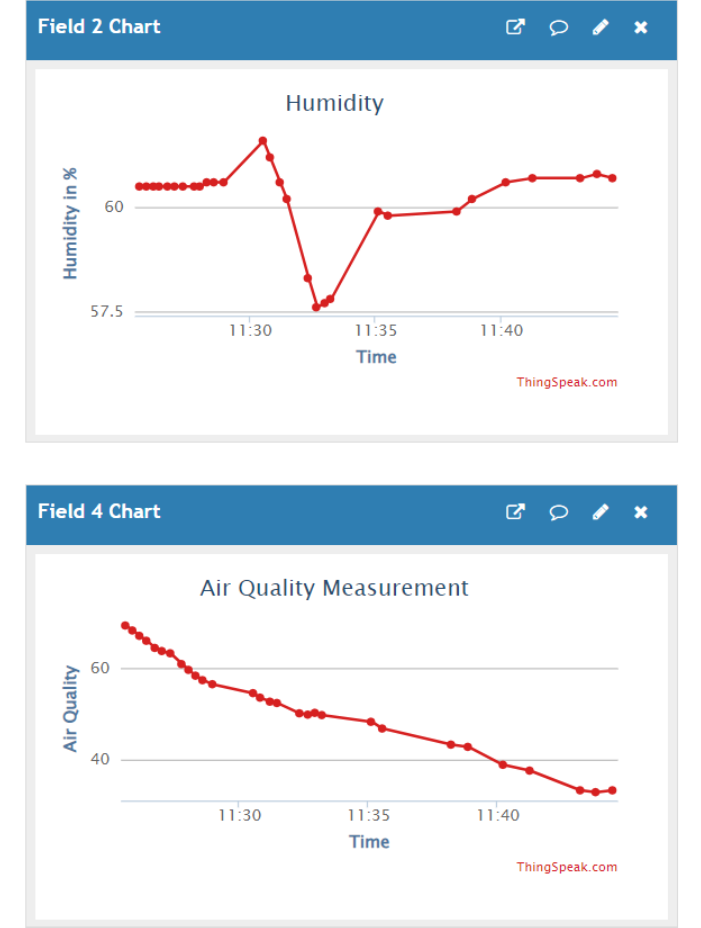 Field 2 Chart
Humidity
Humidity in %
60
57.5
11:30 11:35 11:40
Time
ThingSpeak.com
Field 4 Chart
Air Quality Measurement
Air Quality
60
40
11:30 11:35 11:40
Time
ThingSpeak.com